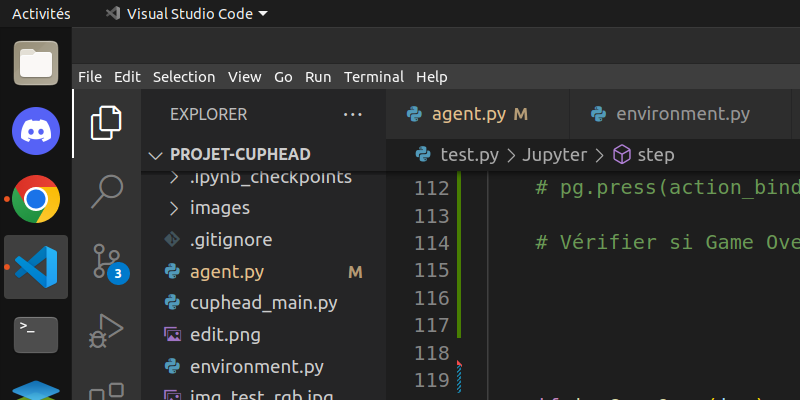 Activités Visual Studio Code
File Edit Selection View Go Run Terminal Help
EXPLORER ... agent.py M environment.py
PROJET-CUPHEAD test.py > Jupyter > step
.ipynb_checkpoints
images
.gitignore
agent.py M
cuphead_main.py
edit.png
environment.py
img_test_rgb.jpg
3
>_
112 # pg.press(action_bind
113
114 # Vérifier si Game Ove
115
116
117
118
119